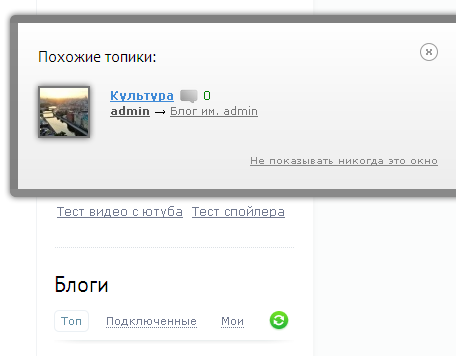 Похожие топики:
Культура 0
admin → Блог им. admin
Не показывать никогда это окно
Тест видео с ютуба Тест спойлера
Блоги
Топ Подключенные Мои